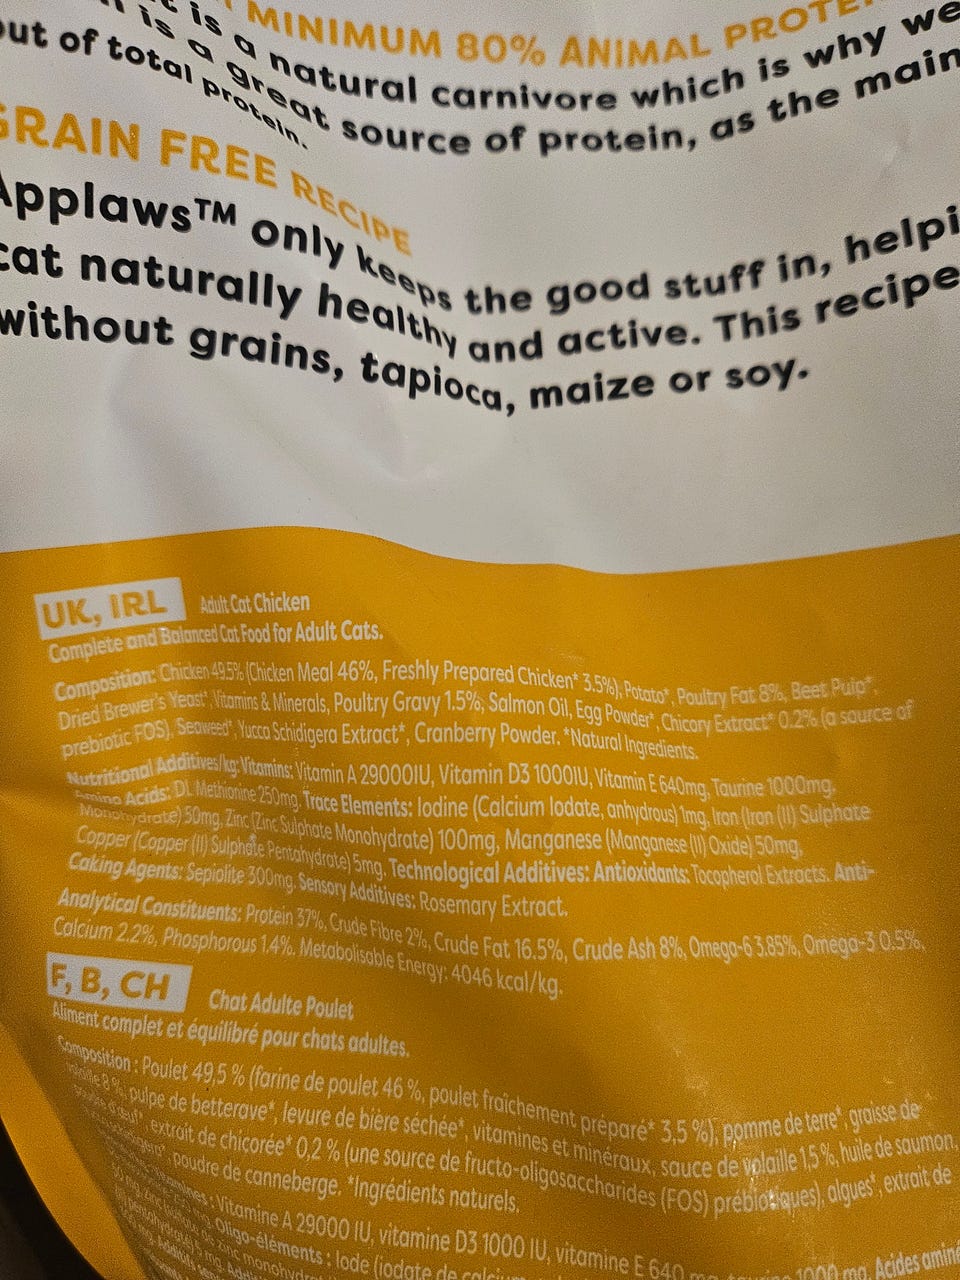 MINIMUM 80% ANIMAL PROTE
it is a natural carnivore which is why we
is a great source of protein, as the main
out of total protein.
GRAIN FREE RECIPE
Applaws™ only keeps the good stuff in, helpi
cat naturally healthy and active. This recipe
without grains, tapioca, maize or soy.
UK, IRL Adult Cat Chicken
Complete and Balanced Cat Food for Adult Cats.
Composition: Chicken 49.5% (Chicken Meal 46%, Freshly Prepared Chicken* 3.5%), Potato*, Poultry Fat 8%, Beet Pulp*,
Dried Brewer's Yeast*, Vitamins & Minerals, Poultry Gravy 1.5%, Salmon Oil, Egg Powder*, Chicory Extract* 0.2% (a source of
prebiotic FOS), Seaweed*, Yucca Schidigera Extract*, Cranberry Powder. *Natural Ingredients.
Nutritional Additives/kg: Vitamins: Vitamin A 29000IU, Vitamin D3 1000IU, Vitamin E 640mg, Taurine 1000mg,
Amino Acids: DL Methionine 250mg. Trace Elements: Iodine (Calcium Iodate, anhydrous) 1mg, Iron (Iron (II) Sulphate
Monohydrate) 50mg, Zinc (Zinc Sulphate Monohydrate) 100mg, Manganese (Manganese (II) Oxide) 50mg,
Copper (Copper (II) Sulphate Pentahydrate) 5mg. Technological Additives: Antioxidants: Tocopherol Extracts. Anti-
Caking Agents: Sepiolite 300mg. Sensory Additives: Rosemary Extract.
Analytical Constituents: Protein 37%, Crude Fibre 2%, Crude Fat 16.5%, Crude Ash 8%, Omega-6 3.85%, Omega-3 0.5%,
Calcium 2.2%, Phosphorous 1.4%. Metabolisable Energy: 4046 kcal/kg.
F, B, CH Chat Adulte Poulet
Aliment complet et équilibré pour chats adultes.
Composition : Poulet 49,5 % (farine de poulet 46 %, poulet fraîchement préparé* 3,5 %), pomme de terre*, graisse de
volaille 8 %, pulpe de betterave*, levure de bière séchée*, vitamines et minéraux, sauce de volaille 1,5 %, huile de saumon,
poudre d'œuf*, extrait de chicorée* 0,2 % (une source de fructo-oligosaccharides (FOS) prébiotiques), algues*, extrait de
poudre de canneberge. *Ingrédients naturels.
Vitamine A 29000 IU, vitamine D3 1000 IU, vitamine E 640 1000 mg. Acides aminé
Oligo-éléments : Iode (iodate de calcium